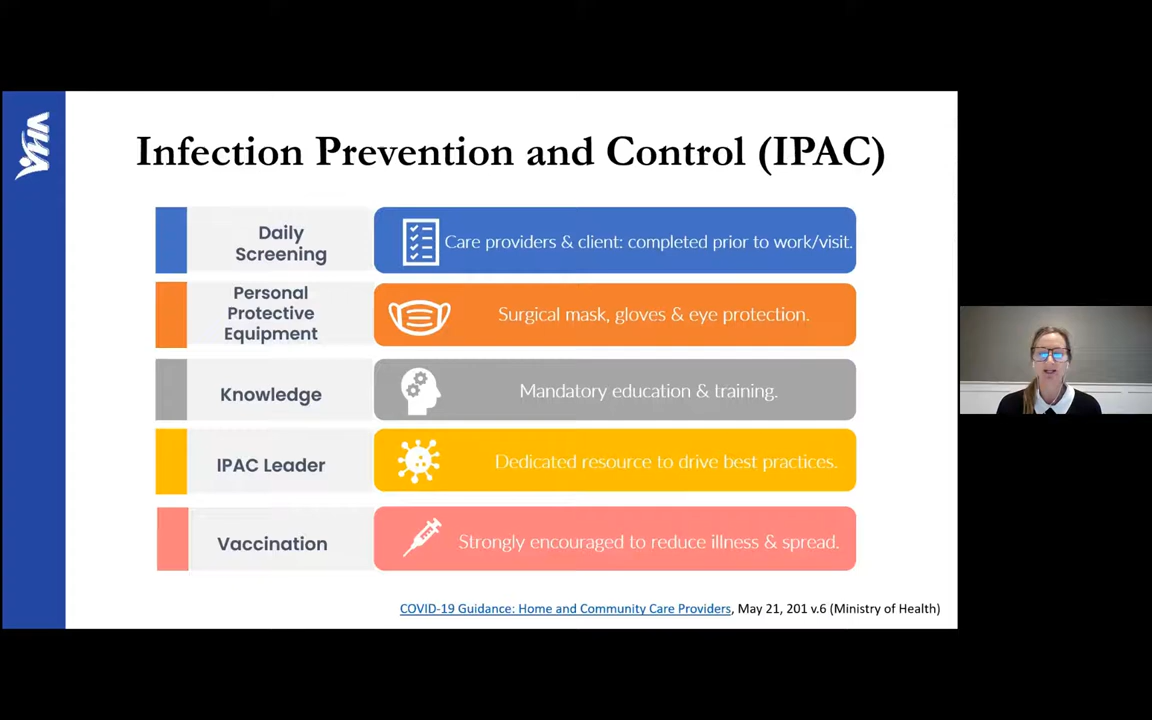 VHA
Infection Prevention and Control (IPAC)
Daily
Screening
Care providers & client: completed prior to work/visit.
Personal
Protective
Equipment
Surgical mask, gloves & eye protection.
Knowledge
Mandatory education & training.
IPAC Leader
Dedicated resource to drive best practices.
Vaccination
Strongly encouraged to reduce illness & spread.
COVID-19 Guidance: Home and Community Care Providers, May 21, 201 v.6 (Ministry of Health)